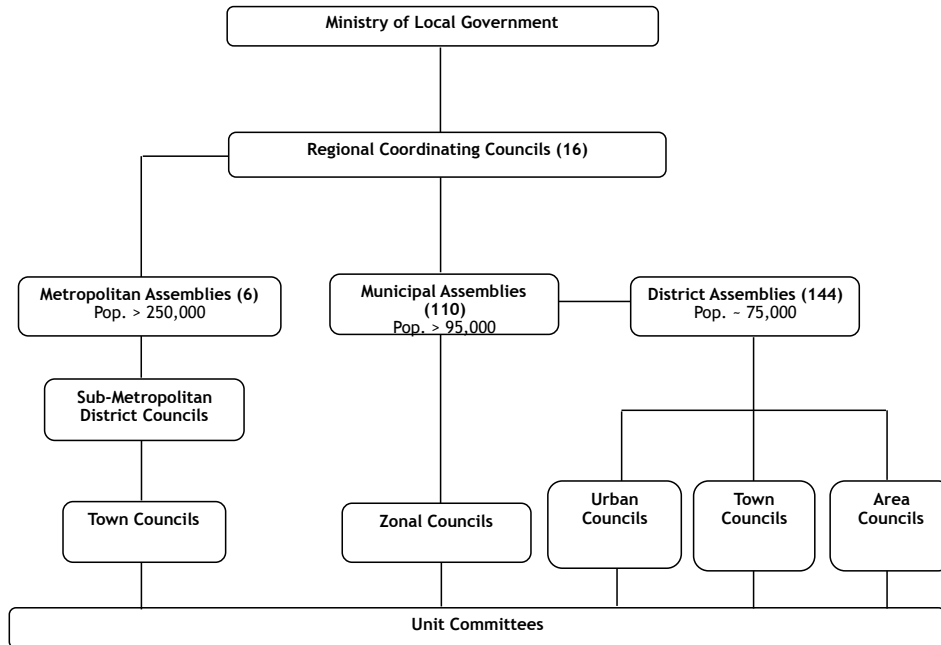 Ministry of Local Government
Regional Coordinating Councils (16)
Metropolitan Assemblies (6)
Pop. > 250,000
Municipal Assemblies
(110)
Pop. > 95,000
District Assemblies (144)
Pop. ~ 75,000
Sub-Metropolitan
District Councils
Town Councils
Zonal Councils
Urban
Councils
Town
Councils
Area
Councils
Unit Committees